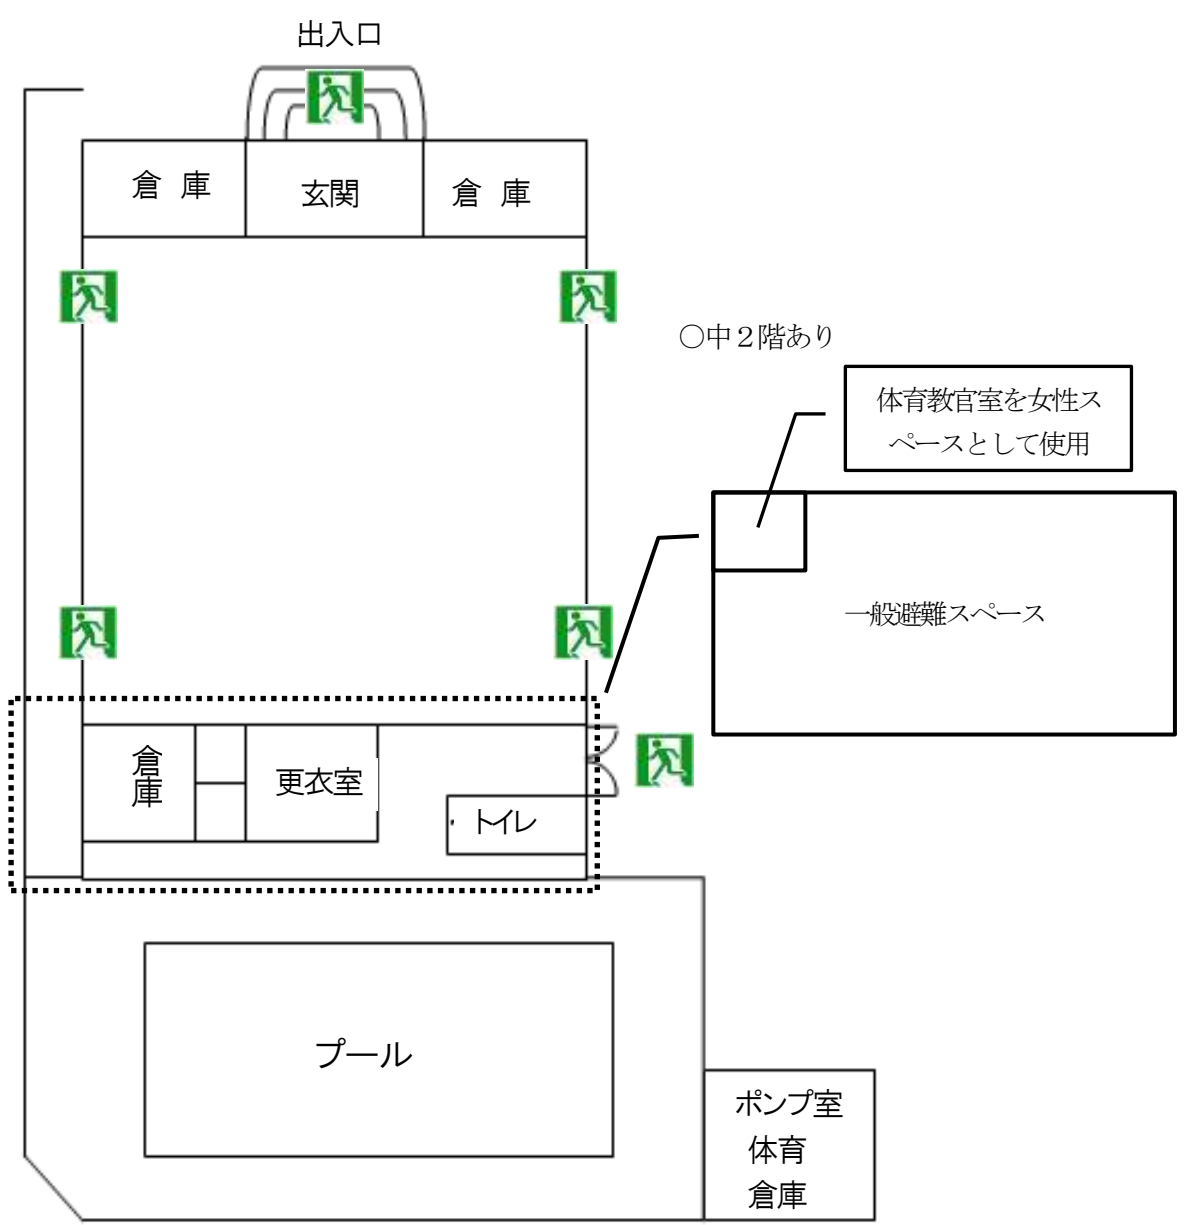 出入口
倉 庫
玄関
倉 庫
○中２階あり
体育教官室を女性ス
ペースとして使用
一般避難スペース
倉庫
更衣室
トイレ
プール
ポンプ室
体育
倉庫